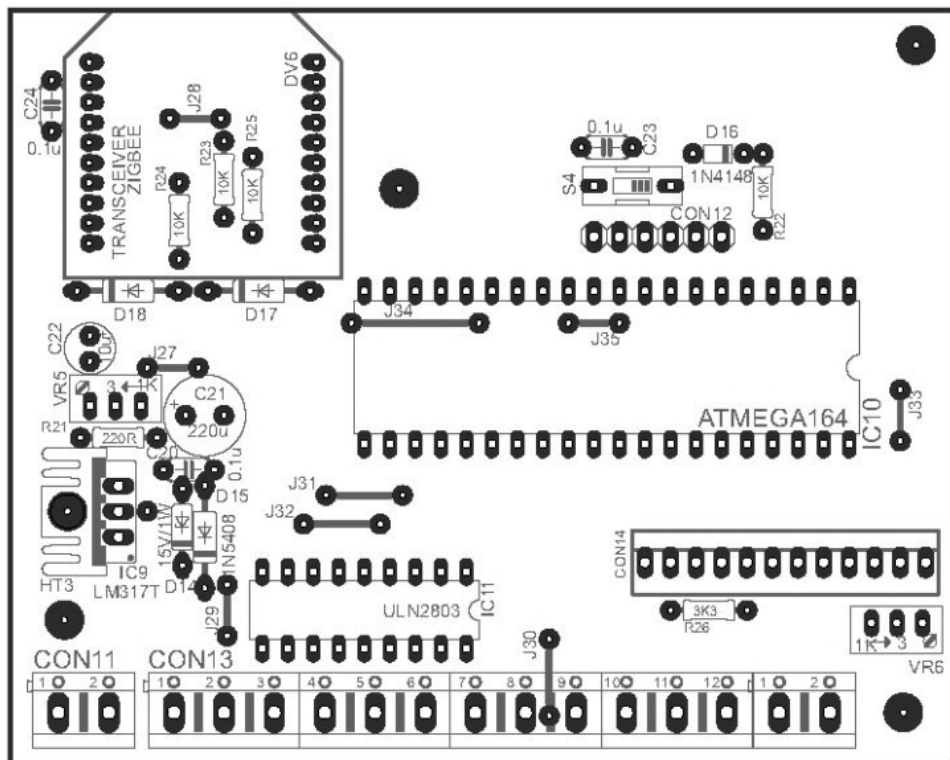 C24
0.1u
TRANSCEIVER
ZIGBEE
DV6
J28
R23
10K
R25
10K
R24
10K
D18
D17
0.1u
C23
D16
1N4148
S4
CON12
10K
R22
J34
J35
ATMEGA164
IC10
J33
C22
10u
+
J27
VR5
3
1K
C21
+
220u
R21
220R
C20
0.1u
D15
15V/1W
1N5408
D14
HT3
IC9
LM317T
J31
J32
J29
ULN2803
IC11
J30
CON14
3K3
R26
1K
3
VR6
CON11
CON13
1 2 1 2 3 4 5 6 7 8 9 10 11 12 1 2